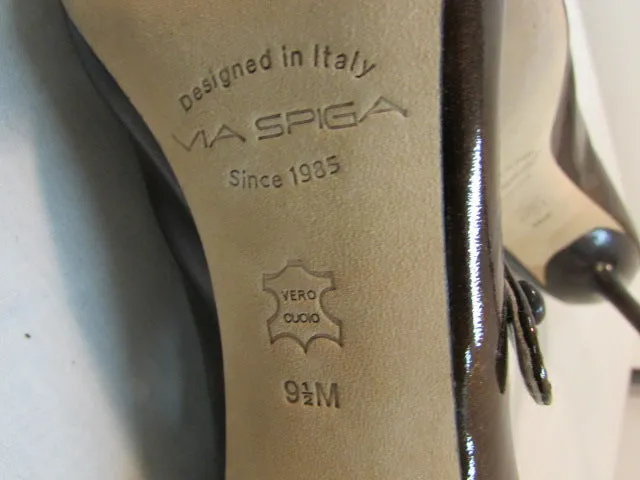 Designed in Italy
VIA SPIGA
Since 1985
VERO
CUOIO
9½M